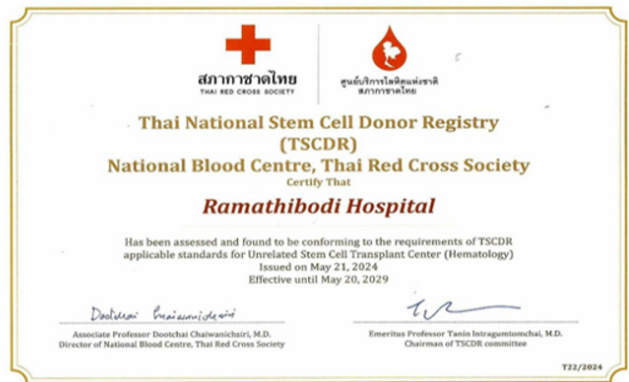 สภากาชาดไทย
THAI RED CROSS SOCIETY
ศูนย์บริการโลหิตแห่งชาติ
สภากาชาดไทย
Thai National Stem Cell Donor Registry
(TSCDR)
National Blood Centre, Thai Red Cross Society
Certify That
Ramathibodi Hospital
Has been assessed and found to be conforming to the requirements of TSCDR
applicable standards for Unrelated Stem Cell Transplant Center (Hematology)
Issued on May 21, 2024
Effective until May 20, 2029
Dootchai Chaiwanichsiri
Associate Professor Dootchai Chaiwanichsiri, M.D.
Director of National Blood Centre, Thai Red Cross Society
Emeritus Professor Tanin Intragumtornchai, M.D.
Chairman of TSCDR committee
T22/2024